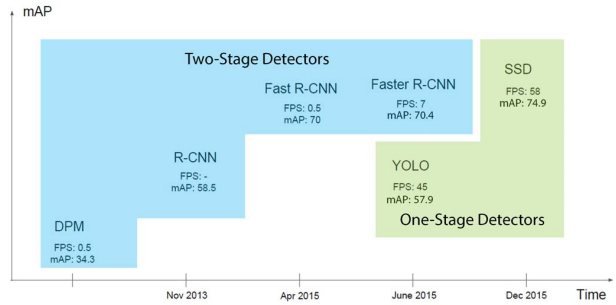 mAP
Two-Stage Detectors
SSD
FPS: 58
mAP: 74.9
Fast R-CNN
FPS: 0.5
mAP: 70
Faster R-CNN
FPS: 7
mAP: 70.4
R-CNN
FPS: -
mAP: 58.5
YOLO
FPS: 45
mAP: 57.9
One-Stage Detectors
DPM
FPS: 0.5
mAP: 34.3
Nov 2013
Apr 2015
June 2015
Dec 2015
Time